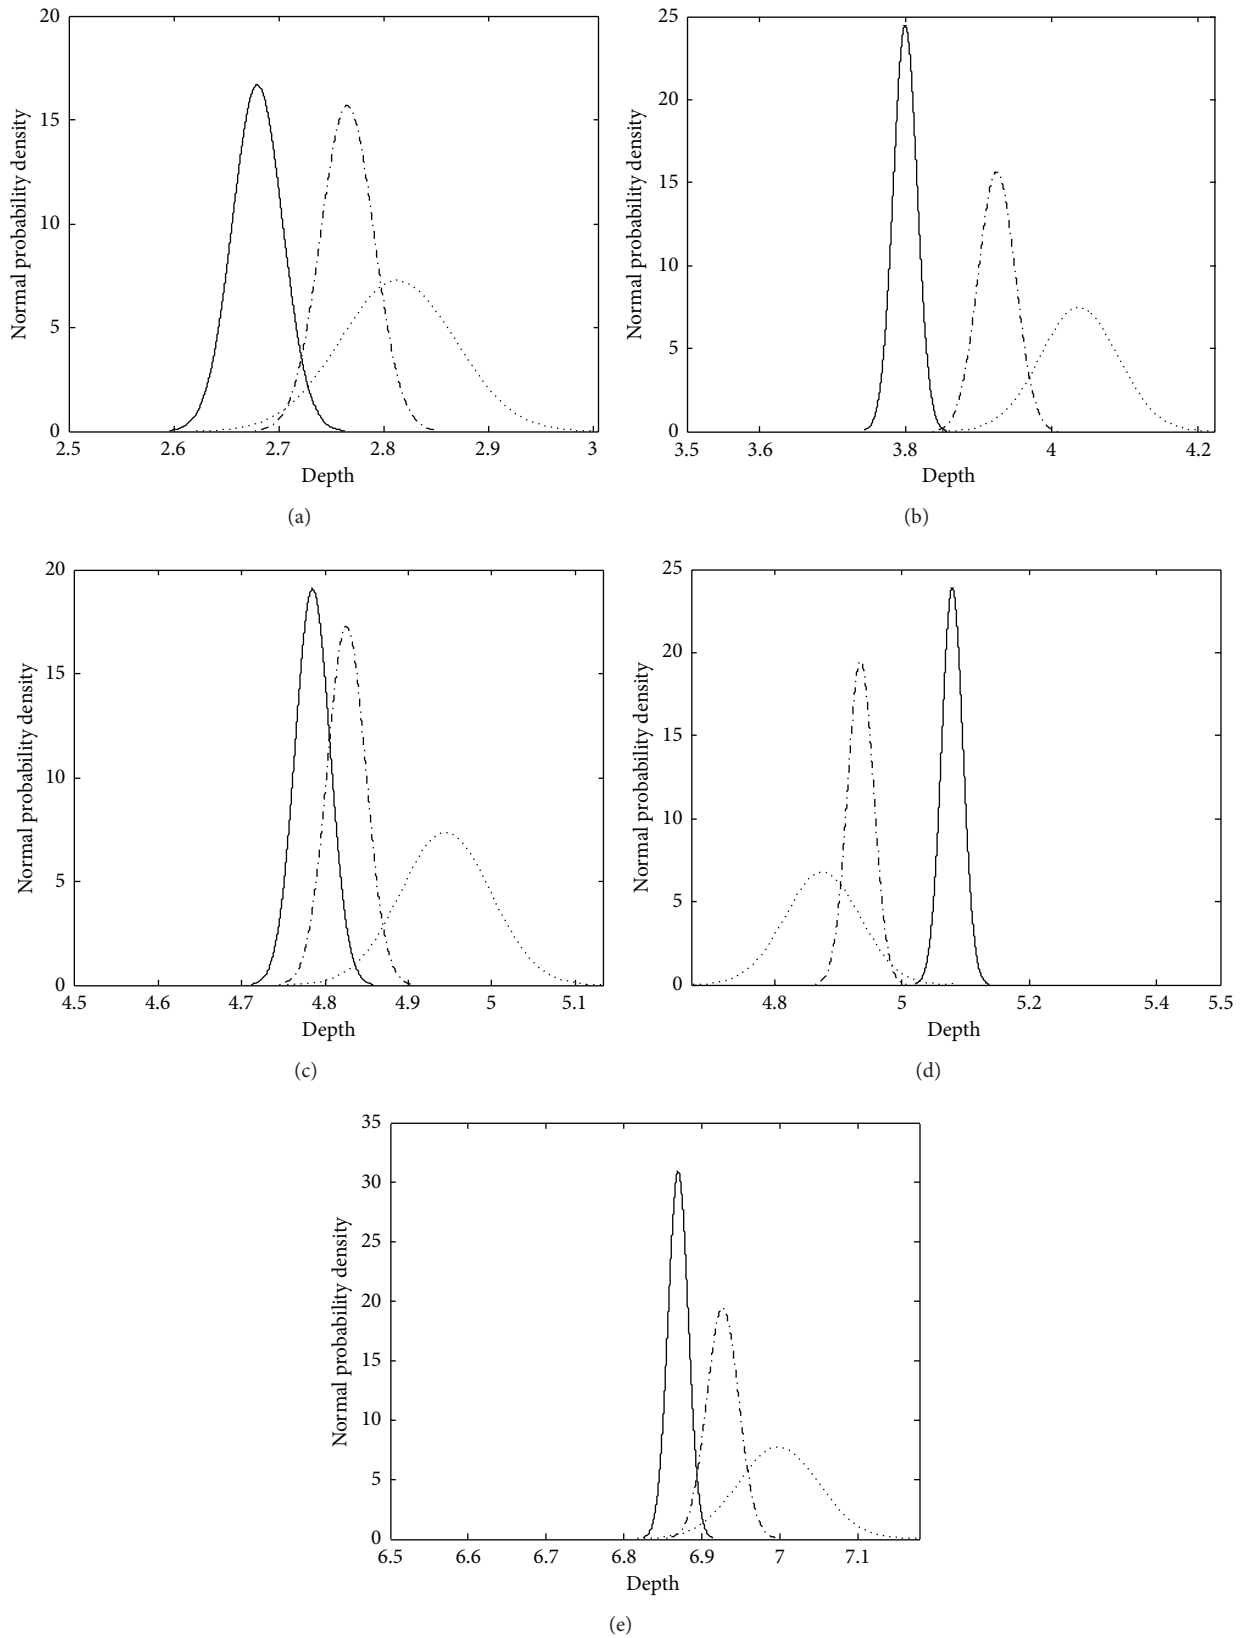 20
15
10
5
0
2.5 2.6 2.7 2.8 2.9 3
Normal probability density
Depth
(a)
25
20
15
10
5
0
3.5 3.6 3.8 4 4.2
Normal probability density
Depth
(b)
20
15
10
5
0
4.5 4.6 4.7 4.8 4.9 5 5.1
Normal probability density
Depth
(c)
25
20
15
10
5
0
4.8 5 5.2 5.4 5.5
Normal probability density
Depth
(d)
35
30
25
20
15
10
5
0
6.5 6.6 6.7 6.8 6.9 7 7.1
Normal probability density
Depth
(e)